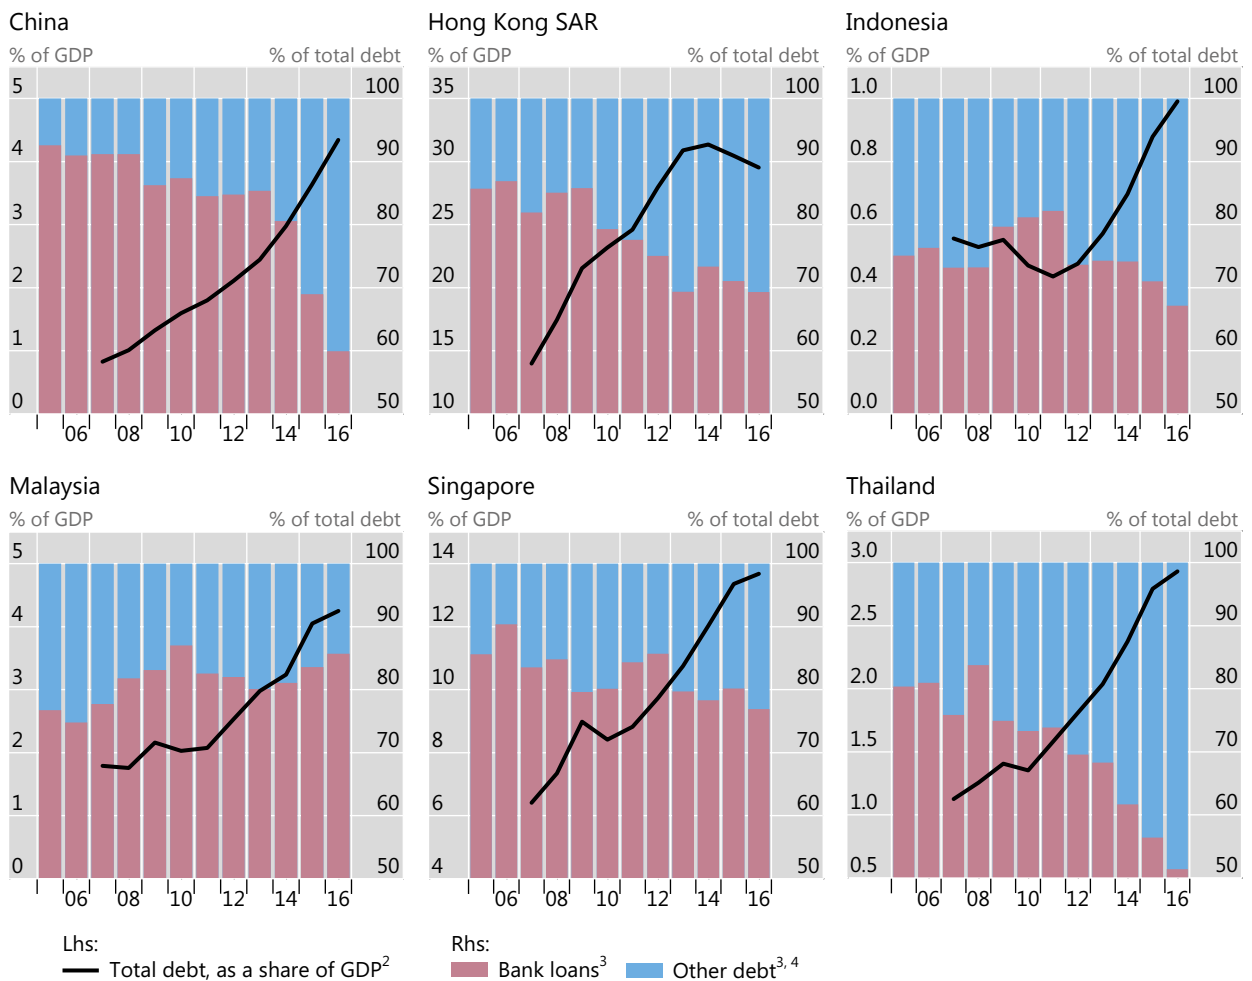 China
% of GDP % of total debt
5 100
4 90
3 80
2 70
1 60
0 50
06 08 10 12 14 16
Hong Kong SAR
% of GDP % of total debt
35 100
30 90
25 80
20 70
15 60
10 50
06 08 10 12 14 16
Indonesia
% of GDP % of total debt
1.0 100
0.8 90
0.6 80
0.4 70
0.2 60
0.0 50
06 08 10 12 14 16
Malaysia
% of GDP % of total debt
5 100
4 90
3 80
2 70
1 60
0 50
06 08 10 12 14 16
Singapore
% of GDP % of total debt
14 100
12 90
10 80
8 70
6 60
4 50
06 08 10 12 14 16
Thailand
% of GDP % of total debt
3.0 100
2.5 90
2.0 80
1.5 70
1.0 60
0.5 50
06 08 10 12 14 16
Lhs:
Total debt, as a share of GDP²
Rhs:
Bank loans³ Other debt³, ⁴